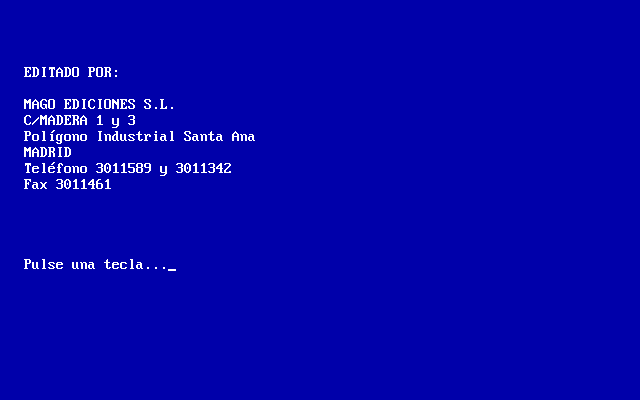 EDITADO POR:
MAGO EDICIONES S.L.
C/MADERA 1 y 3
Polígono Industrial Santa Ana
MADRID
Teléfono 3011589 y 3011342
Fax 3011461
Pulse una tecla..._